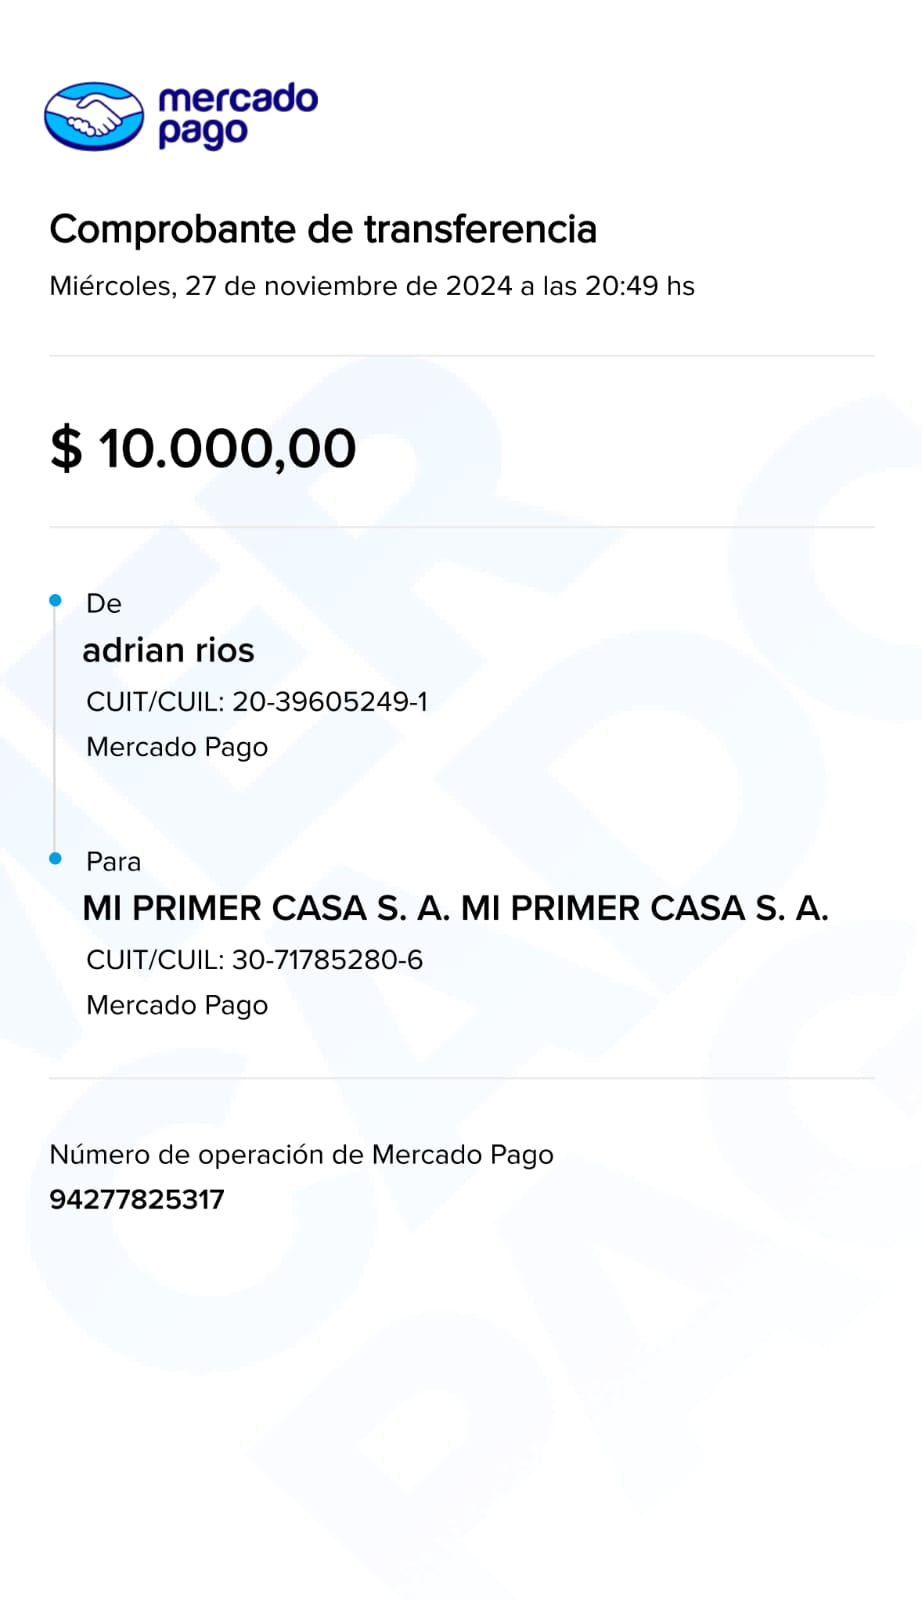 mercado
pago
Comprobante de transferencia
Miércoles, 27 de noviembre de 2024 a las 20:49 hs
$ 10.000,00
De
adrian rios
CUIT/CUIL: 20-39605249-1
Mercado Pago
Para
MI PRIMER CASA S. A. MI PRIMER CASA S. A.
CUIT/CUIL: 30-71785280-6
Mercado Pago
Número de operación de Mercado Pago
94277825317